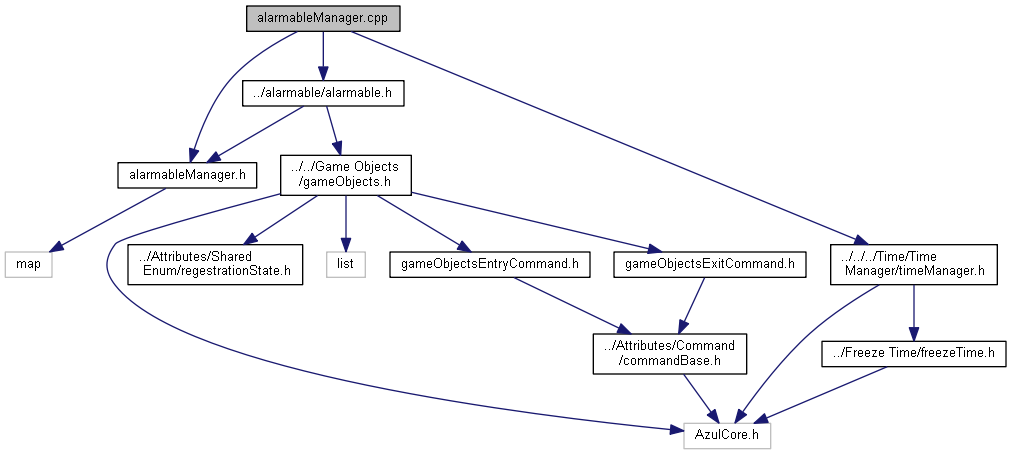 alarmableManager.cpp
../alarmable/alarmable.h
alarmableManager.h
../../Game Objects
/gameObjects.h
map
../Attributes/Shared
Enum/regestrationState.h
list
gameObjectsEntryCommand.h
gameObjectsExitCommand.h
../../../Time/Time
Manager/timeManager.h
../Attributes/Command
/commandBase.h
../Freeze Time/freezeTime.h
AzulCore.h